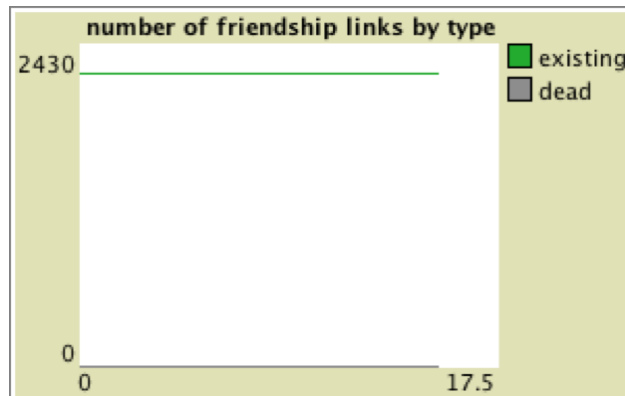 number of friendship links by type
2430
existing
dead
0
0
17.5